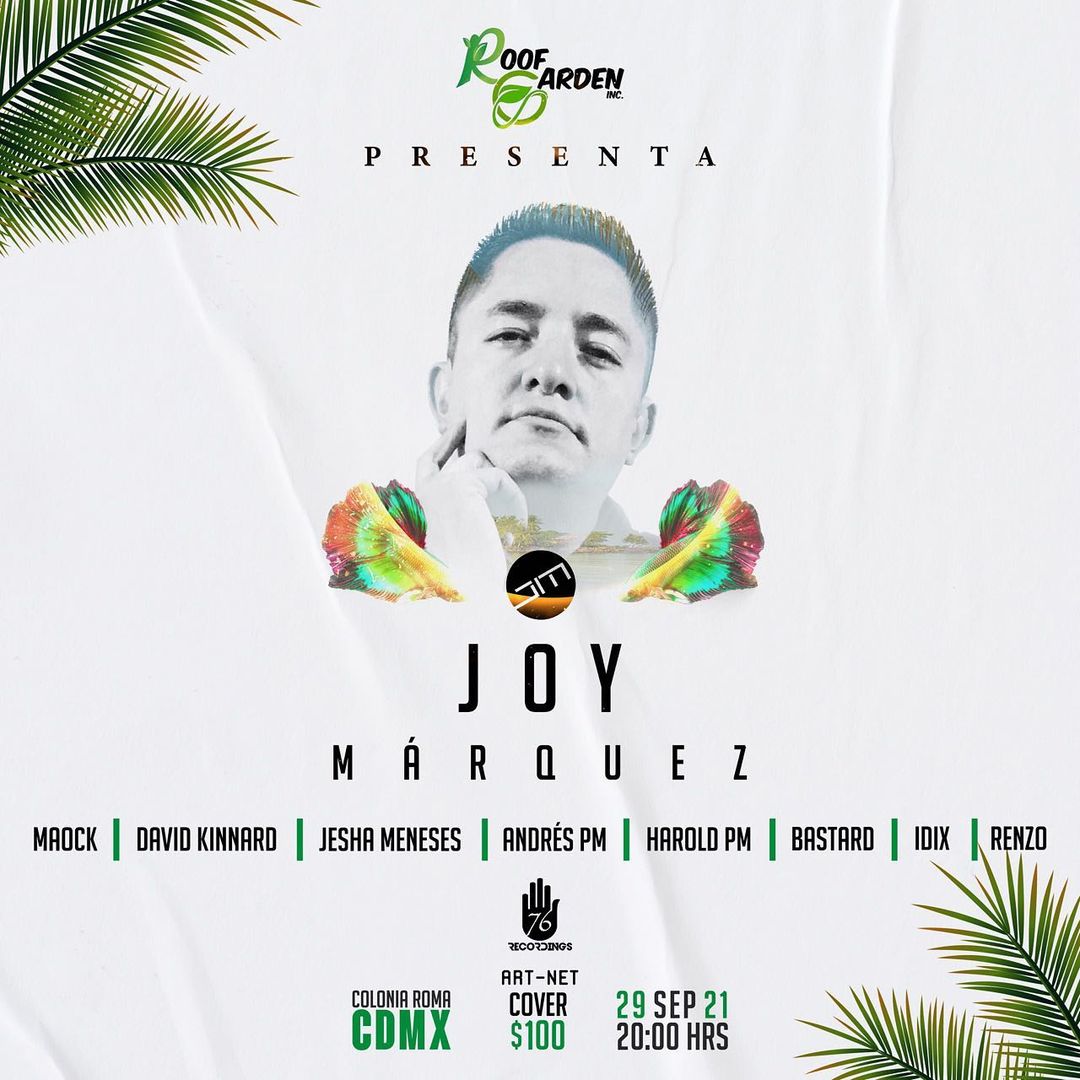 ROOF
GARDEN
INC.
PRESENTA
JM
JOY
MÁRQUEZ
MAOCK | DAVID KINNARD | JESHA MENESES | ANDRÉS PM | HAROLD PM | BASTARD | IDIX | RENZO
76
RECORDINGS
ART-NET
COLONIA ROMA
CDMX
COVER
$100
29 SEP 21
20:00 HRS